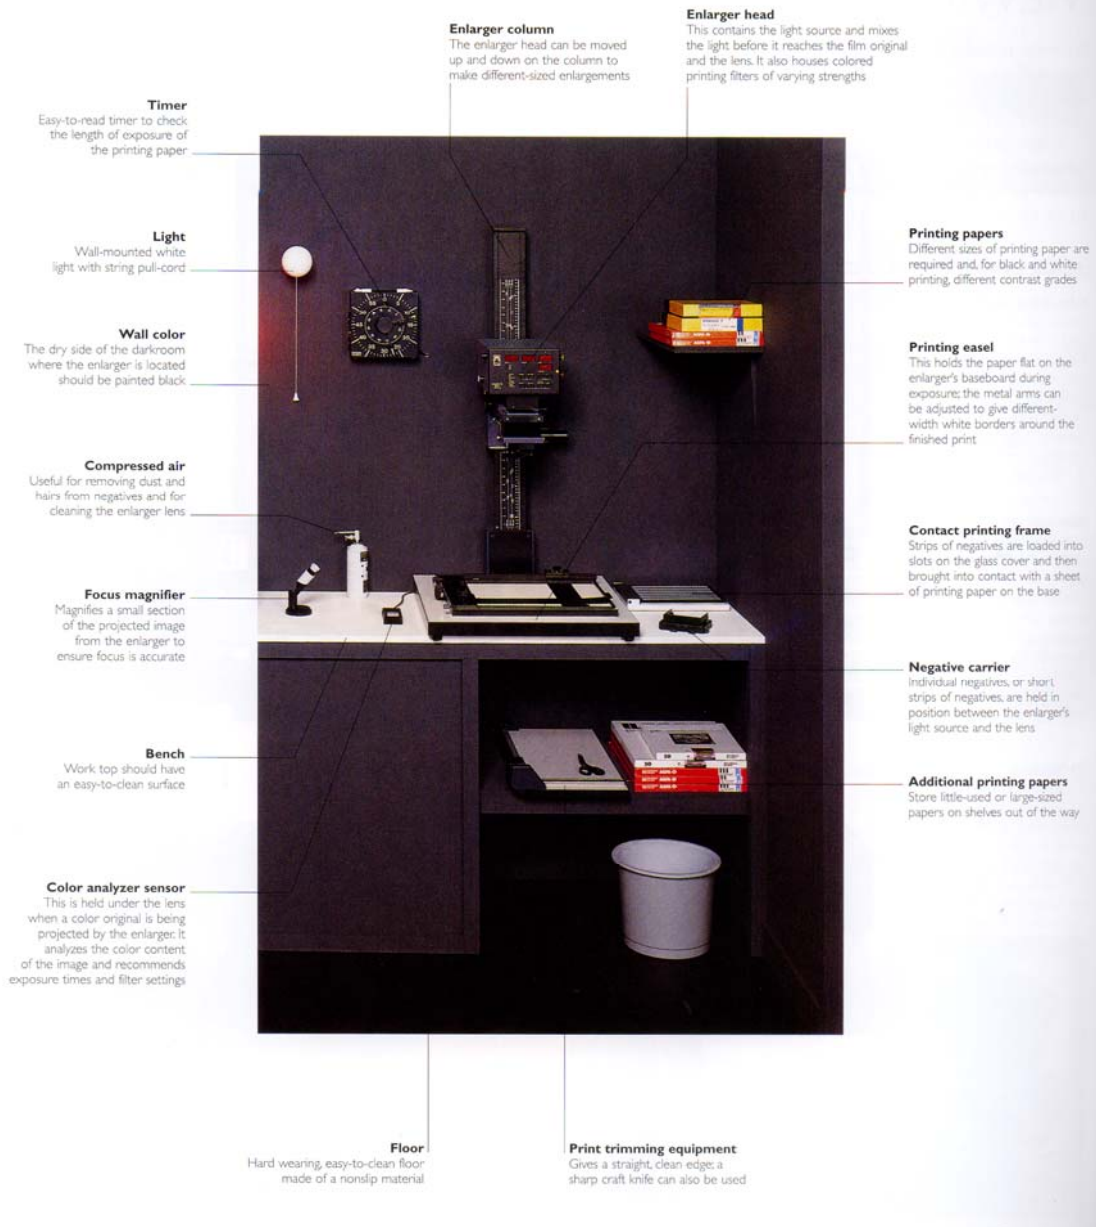 Enlarger column
The enlarger head can be moved
up and down on the column to
make different-sized enlargements
Enlarger head
This contains the light source and mixes
the light before it reaches the film original
and the lens. It also houses colored
printing filters of varying strengths
Timer
Easy-to-read timer to check
the length of exposure of
the printing paper
Light
Wall-mounted white
light with string pull-cord
Wall color
The dry side of the darkroom
where the enlarger is located
should be painted black
Compressed air
Useful for removing dust and
hairs from negatives and for
cleaning the enlarger lens
Focus magnifier
Magnifies a small section
of the projected image
from the enlarger to
ensure focus is accurate
Bench
Work top should have
an easy-to-clean surface
Color analyzer sensor
This is held under the lens
when a color original is being
projected by the enlarger. It
analyzes the color content
of the image and recommends
exposure times and filter settings
Printing papers
Different sizes of printing paper are
required and, for black and white
printing, different contrast grades
Printing easel
This holds the paper flat on the
enlarger's baseboard during
exposure; the metal arms can
be adjusted to give different-
width white borders around the
finished print
Contact printing frame
Strips of negatives are loaded into
slots on the glass cover and then
brought into contact with a sheet
of printing paper on the base
Negative carrier
Individual negatives, or short
strips of negatives, are held in
position between the enlarger's
light source and the lens
Additional printing papers
Store little-used or large-sized
papers on shelves out of the way
Floor
Hard wearing, easy-to-clean floor
made of a nonslip material
Print trimming equipment
Gives a straight, clean edge; a
sharp craft knife can also be used